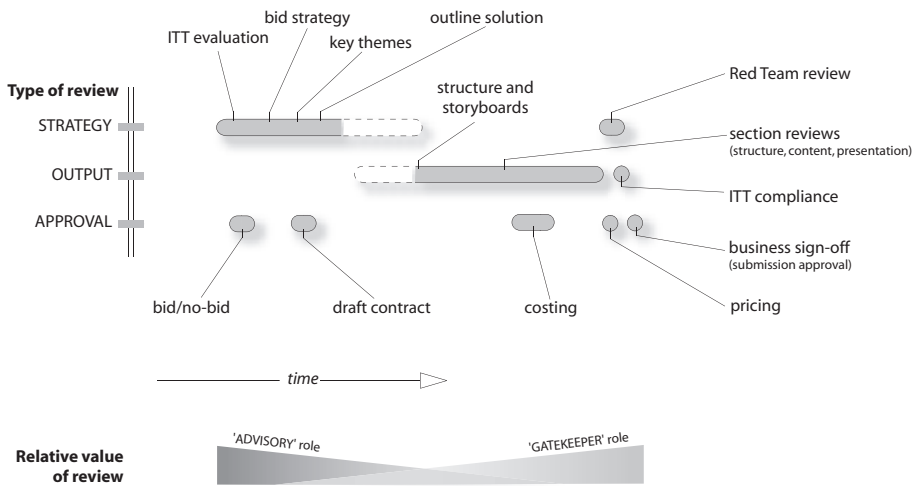 bid strategy
outline solution
ITT evaluation
key themes
Type of review
structure and
storyboards
Red Team review
STRATEGY
section reviews
(structure, content, presentation)
OUTPUT
ITT compliance
APPROVAL
business sign-off
(submission approval)
bid/no-bid
draft contract
costing
pricing
time
'ADVISORY' role
'GATEKEEPER' role
Relative value
of review